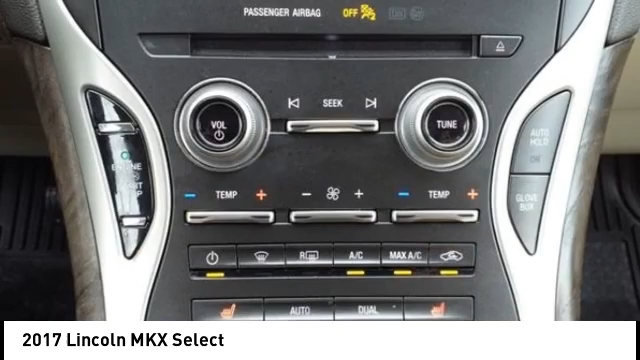 PASSENGER AIRBAG OFF
SEEK
VOL
TUNE
AUTO
HOLD
TEMP
- +
TEMP
GLOVE
BOX
R
A/C
MAX A/C
AUTO
DUAL
2017 Lincoln MKX Select